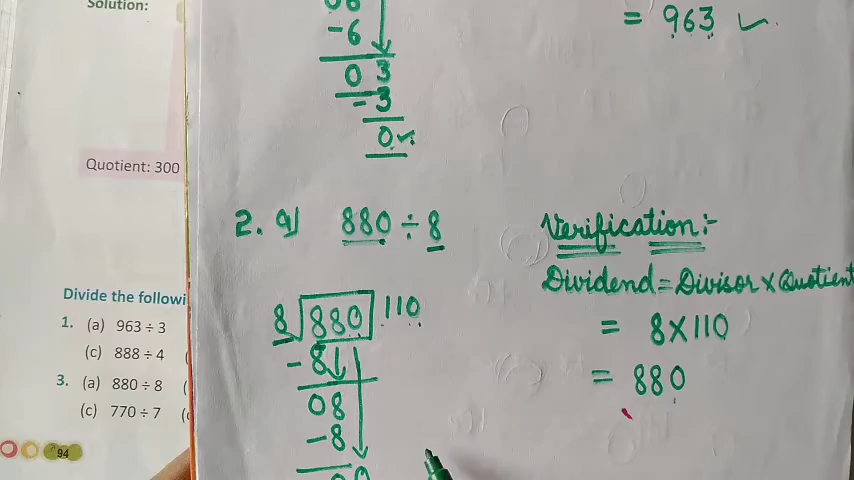 Solution:
Quotient: 300
Divide the followi
1. (a) 963 ÷ 3
(c) 888 ÷ 4
3. (a) 880 ÷ 8
(c) 770 ÷ 7
94
-6
03
-3
0
= 963
2. a) 880 ÷ 8
8 880 110
-8
08
-8
Verification:-
Dividend = Divisor × Quotient
= 8 × 110
= 880